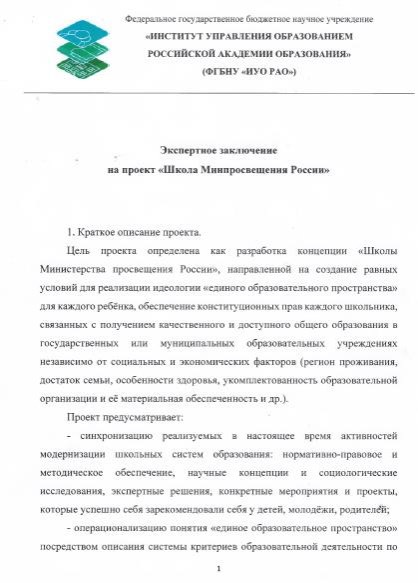 Федеральное государственное бюджетное научное учреждение
«ИНСТИТУТ УПРАВЛЕНИЯ ОБРАЗОВАНИЕМ
РОССИЙСКОЙ АКАДЕМИИ ОБРАЗОВАНИЯ»
(ФГБНУ «ИУО РАО»)
Экспертное заключение
на проект «Школа Минпросвещения России»
1. Краткое описание проекта.
Цель проекта определена как разработка концепции «Школы
Министерства просвещения России», направленной на создание равных
условий для реализации идеологии «единого образовательного пространства»
для каждого ребёнка, обеспечение конституционных прав каждого школьника,
связанных с получением качественного и доступного общего образования в
государственных или муниципальных образовательных учреждениях
независимо от социальных и экономических факторов (регион проживания,
достаток семьи, особенности здоровья, укомплектованность образовательной
организации и её материальная обеспеченность и др.).
Проект предусматривает:
- синхронизацию реализуемых в настоящее время активностей
модернизации школьных систем образования: нормативно-правовое и
методическое обеспечение, научные концепции и социологические
исследования, экспертные решения, конкретные мероприятия и проекты,
которые успешно себя зарекомендовали себя у детей, молодёжи, родителей;
- операционализацию понятия «единое образовательное пространство»
посредством описания системы критериев образовательной деятельности по
1